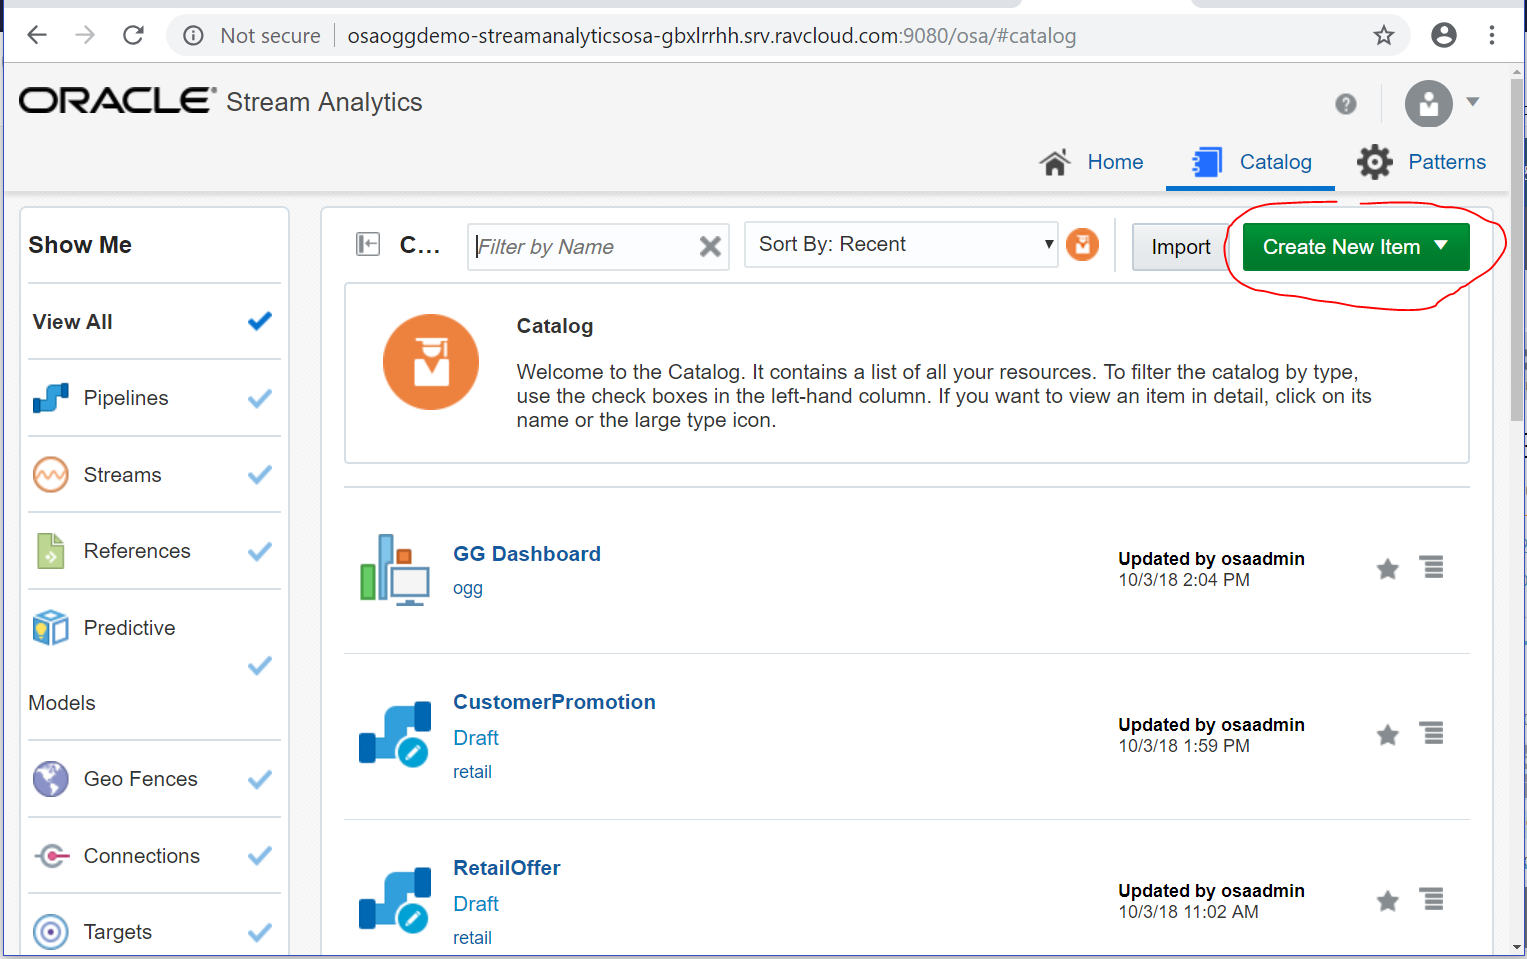 Not secure osaoggdemo-streamanalyticsosa-gbxlrrhh.srv.ravcloud.com:9080/osa/#catalog
ORACLE Stream Analytics
Home Catalog Patterns
Show Me
View All
Pipelines
Streams
References
Predictive
Models
Geo Fences
Connections
Targets
C... Filter by Name Sort By: Recent Import Create New Item
Catalog
Welcome to the Catalog. It contains a list of all your resources. To filter the catalog by type,
use the check boxes in the left-hand column. If you want to view an item in detail, click on its
name or the large type icon.
GG Dashboard
ogg
Updated by osaadmin
10/3/18 2:04 PM
CustomerPromotion
Draft
retail
Updated by osaadmin
10/3/18 1:59 PM
RetailOffer
Draft
retail
Updated by osaadmin
10/3/18 11:02 AM